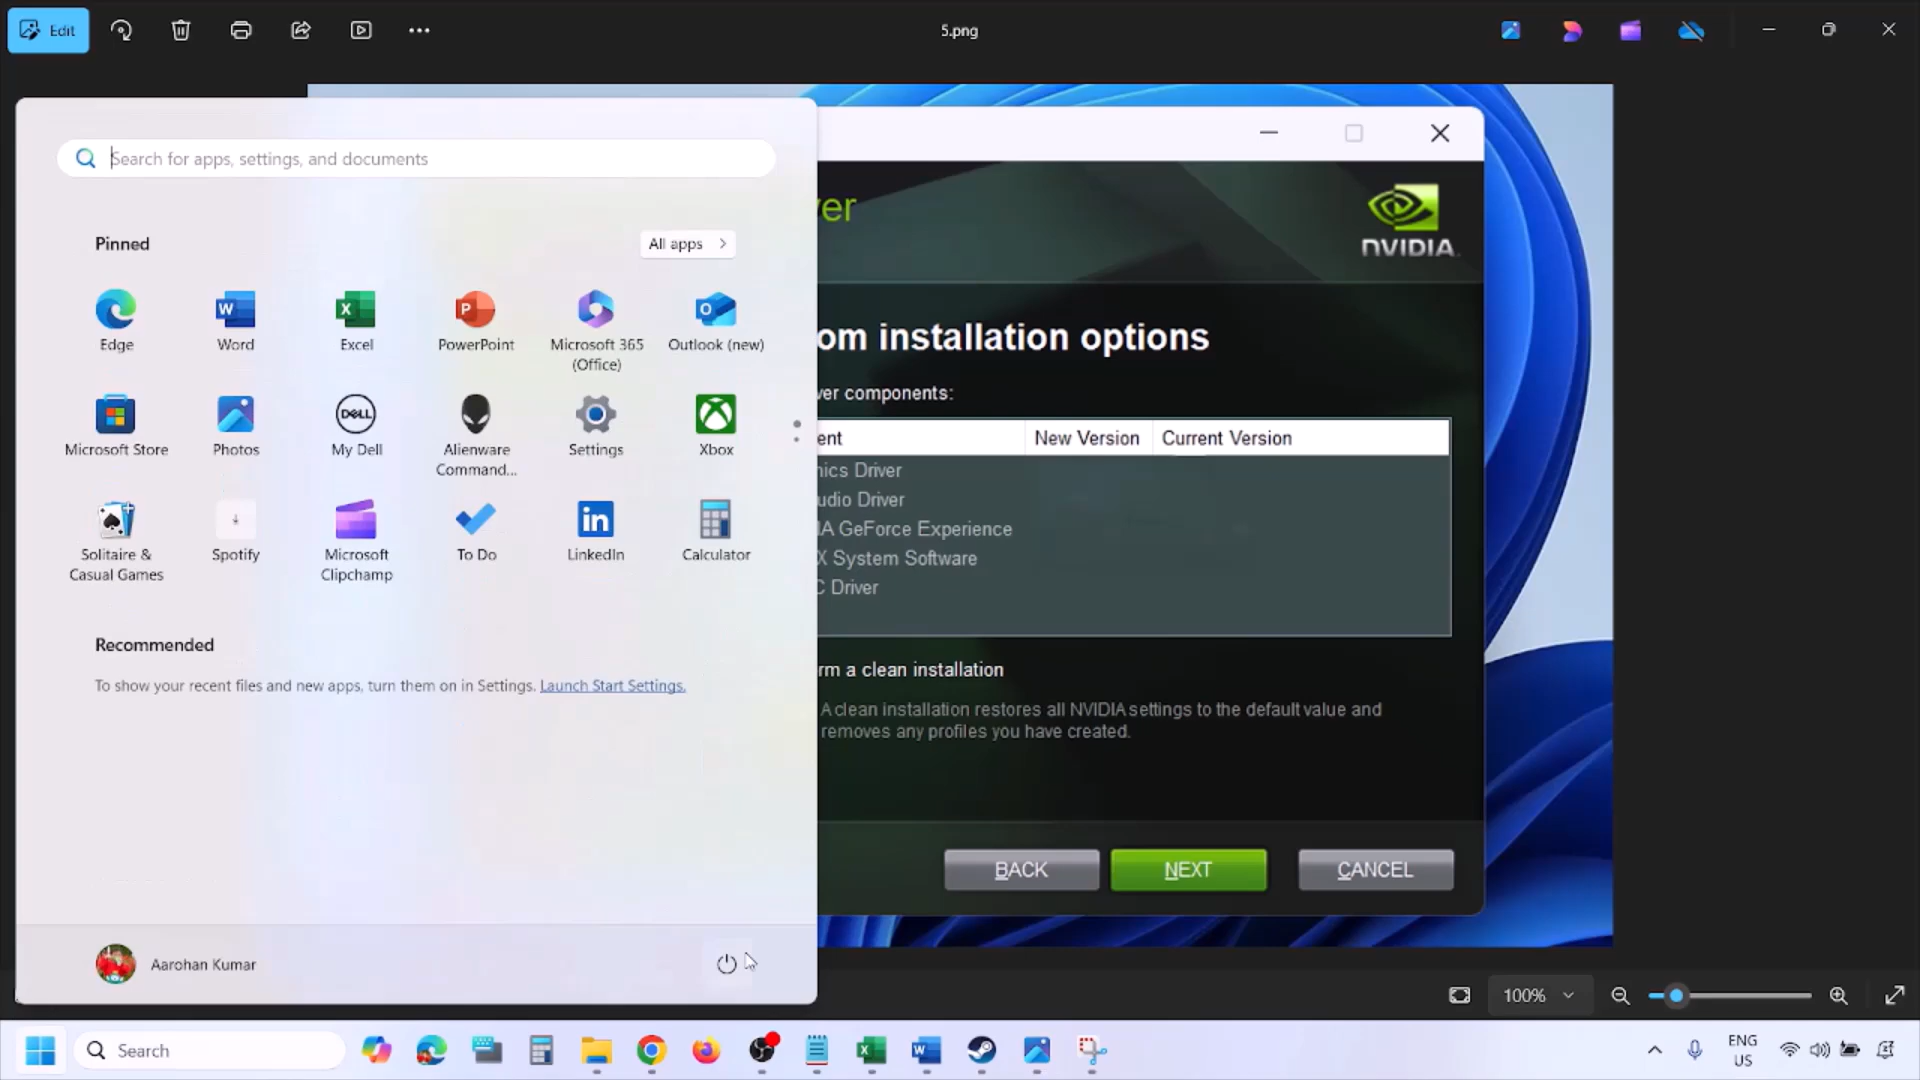 Edit
5.png
Search for apps, settings, and documents
Pinned
All apps
Edge
Word
Excel
PowerPoint
Microsoft 365
(Office)
Outlook (new)
Microsoft Store
Photos
DELL
My Dell
Alienware
Command...
Settings
Xbox
Solitaire &
Casual Games
Spotify
Microsoft
Clipchamp
To Do
LinkedIn
Calculator
Recommended
To show your recent files and new apps, turn them on in Settings. Launch Start Settings.
Aarohan Kumar
ver
NVIDIA
om installation options
ver components:
ent New Version Current Version
nics Driver
udio Driver
IA GeForce Experience
X System Software
C Driver
rm a clean installation
A clean installation restores all NVIDIA settings to the default value and
removes any profiles you have created.
BACK NEXT CANCEL
100%
Search
ENG
US